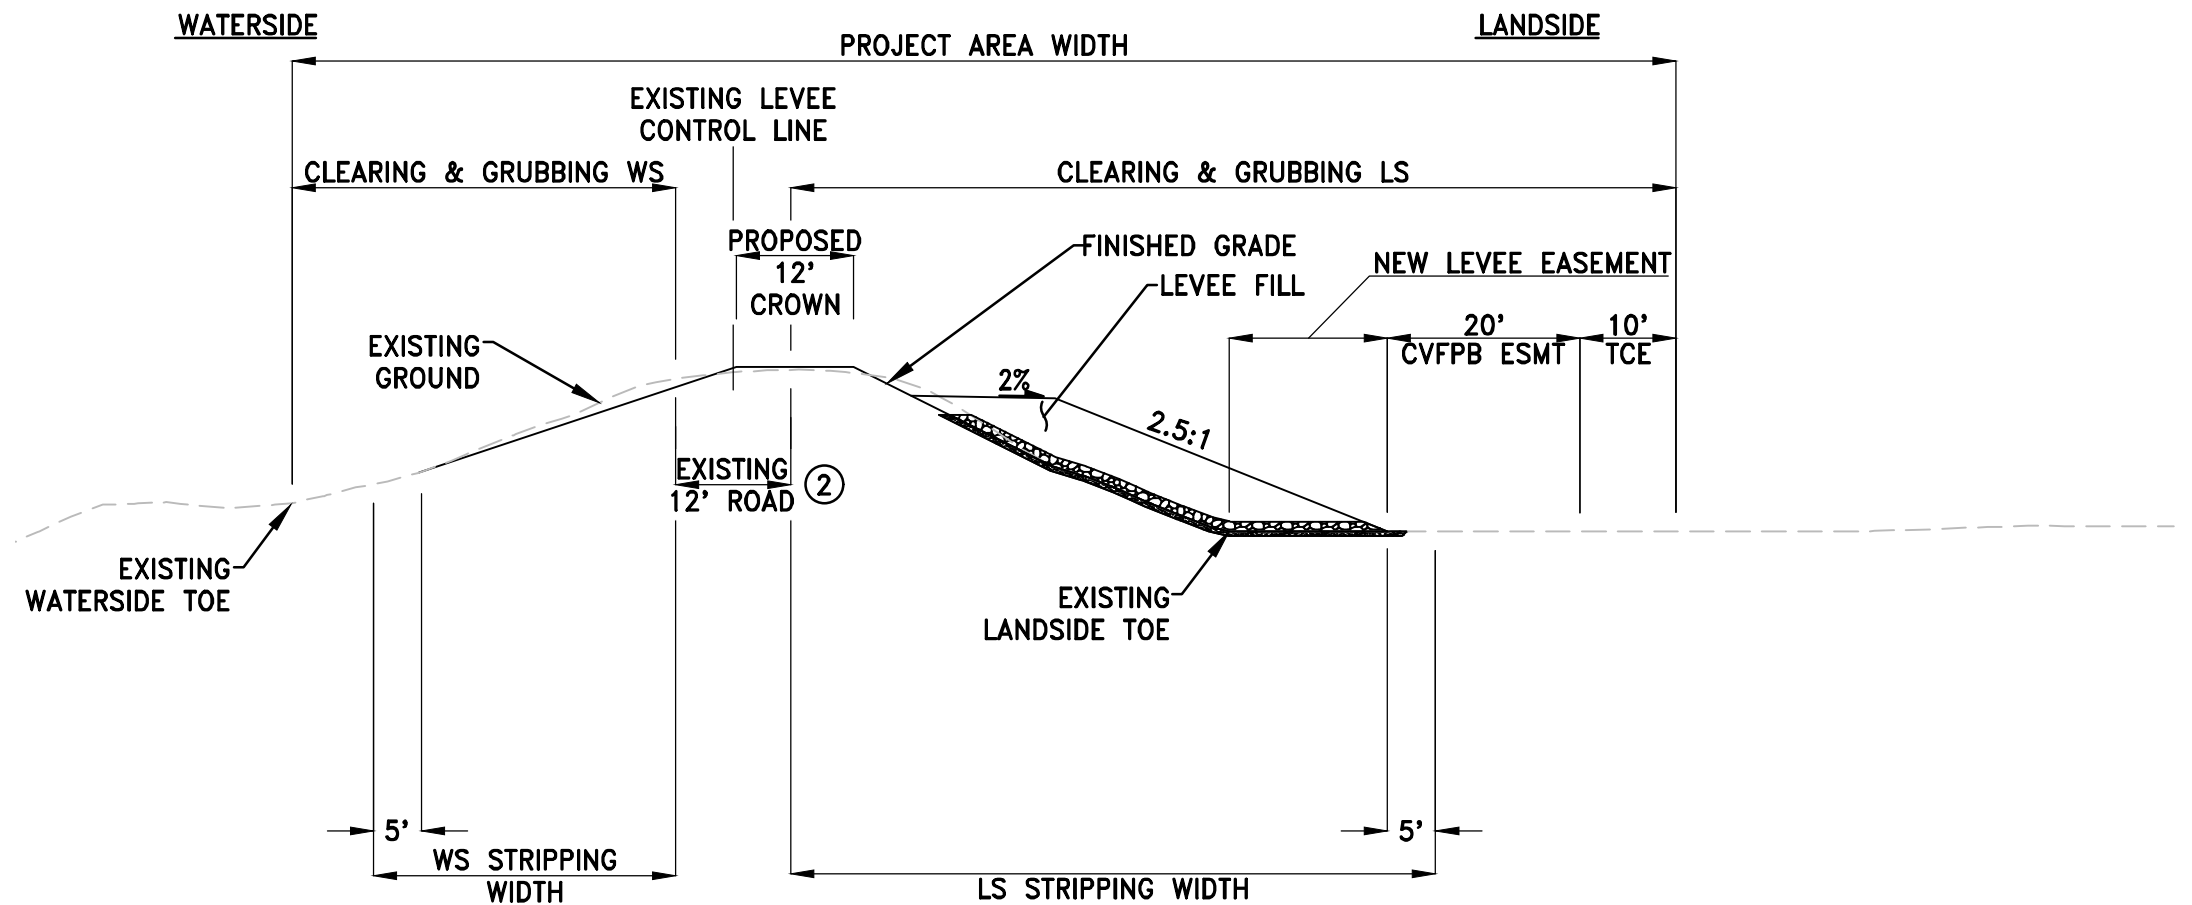 WATERSIDE
LANDSIDE
PROJECT AREA WIDTH
EXISTING LEVEE
CONTROL LINE
CLEARING & GRUBBING WS
CLEARING & GRUBBING LS
PROPOSED
12'
CROWN
FINISHED GRADE
LEVEE FILL
NEW LEVEE EASEMENT
20'
CVFPB ESMT
10'
TCE
EXISTING
GROUND
2%
2.5:1
EXISTING
12' ROAD
2
EXISTING
WATERSIDE TOE
EXISTING
LANDSIDE TOE
5'
5'
WS STRIPPING
WIDTH
LS STRIPPING WIDTH